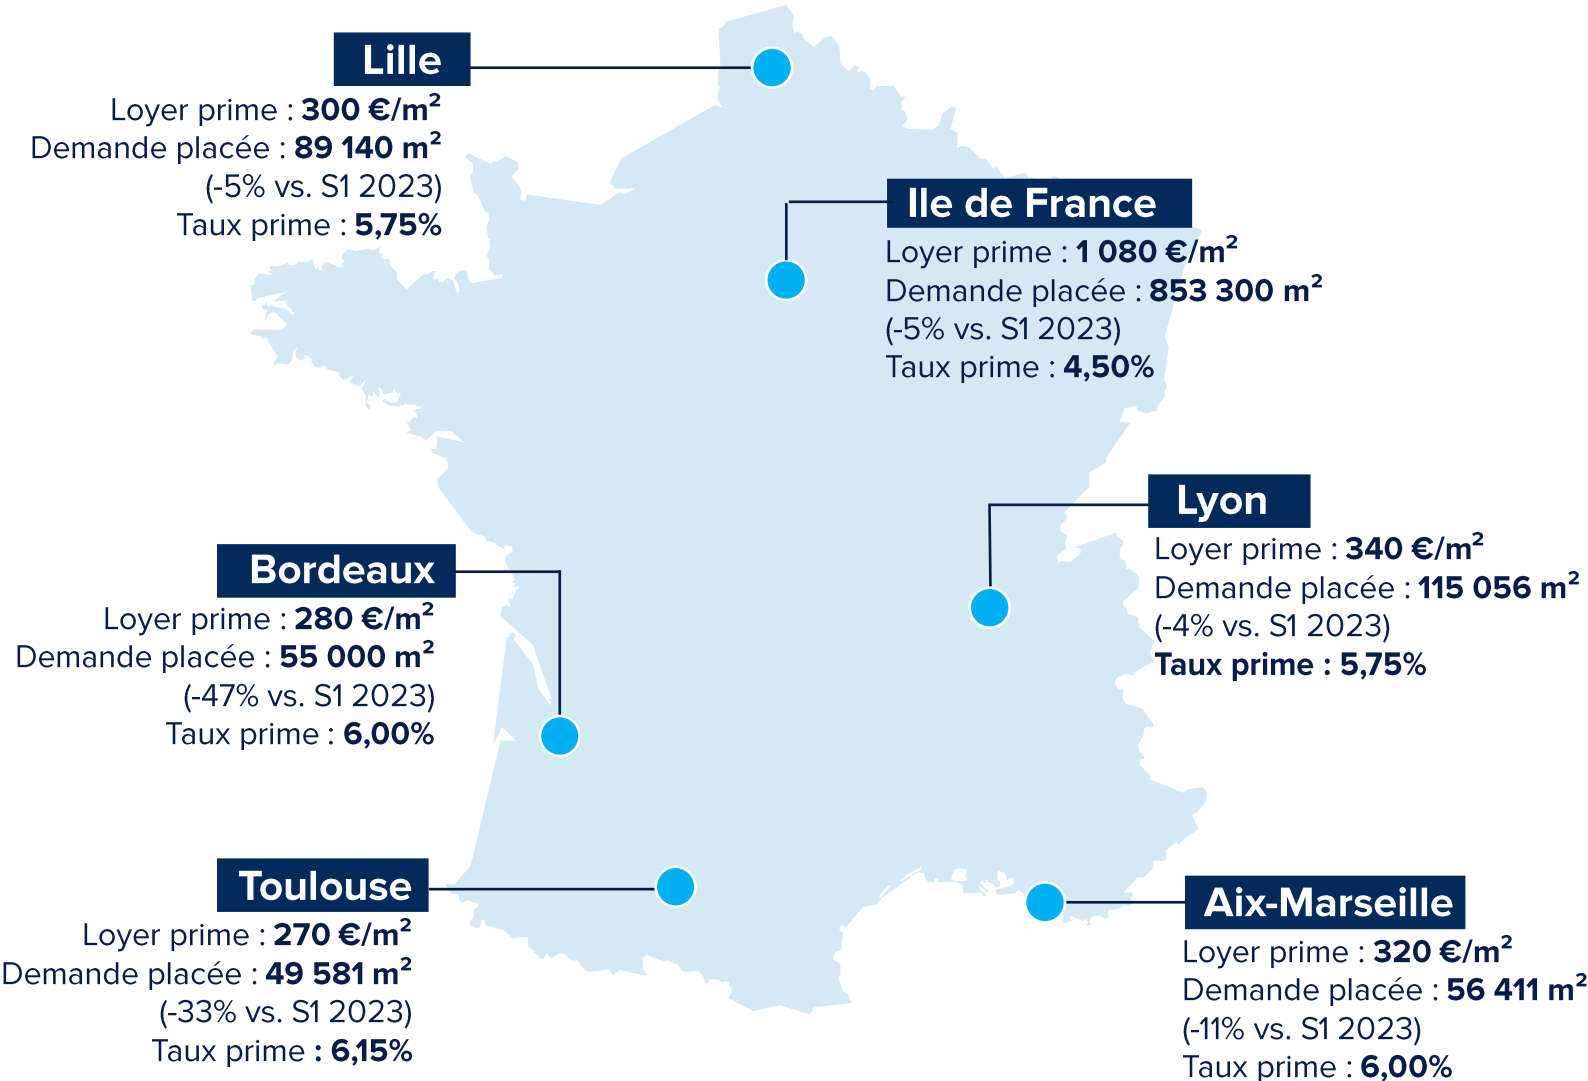 Lille
Loyer prime : 300 €/m²
Demande placée : 89 140 m²
(-5% vs. S1 2023)
Taux prime : 5,75%
Ile de France
Loyer prime : 1 080 €/m²
Demande placée : 853 300 m²
(-5% vs. S1 2023)
Taux prime : 4,50%
Lyon
Loyer prime : 340 €/m²
Demande placée : 115 056 m²
(-4% vs. S1 2023)
Taux prime : 5,75%
Bordeaux
Loyer prime : 280 €/m²
Demande placée : 55 000 m²
(-47% vs. S1 2023)
Taux prime : 6,00%
Toulouse
Loyer prime : 270 €/m²
Demande placée : 49 581 m²
(-33% vs. S1 2023)
Taux prime : 6,15%
Aix-Marseille
Loyer prime : 320 €/m²
Demande placée : 56 411 m²
(-11% vs. S1 2023)
Taux prime : 6,00%